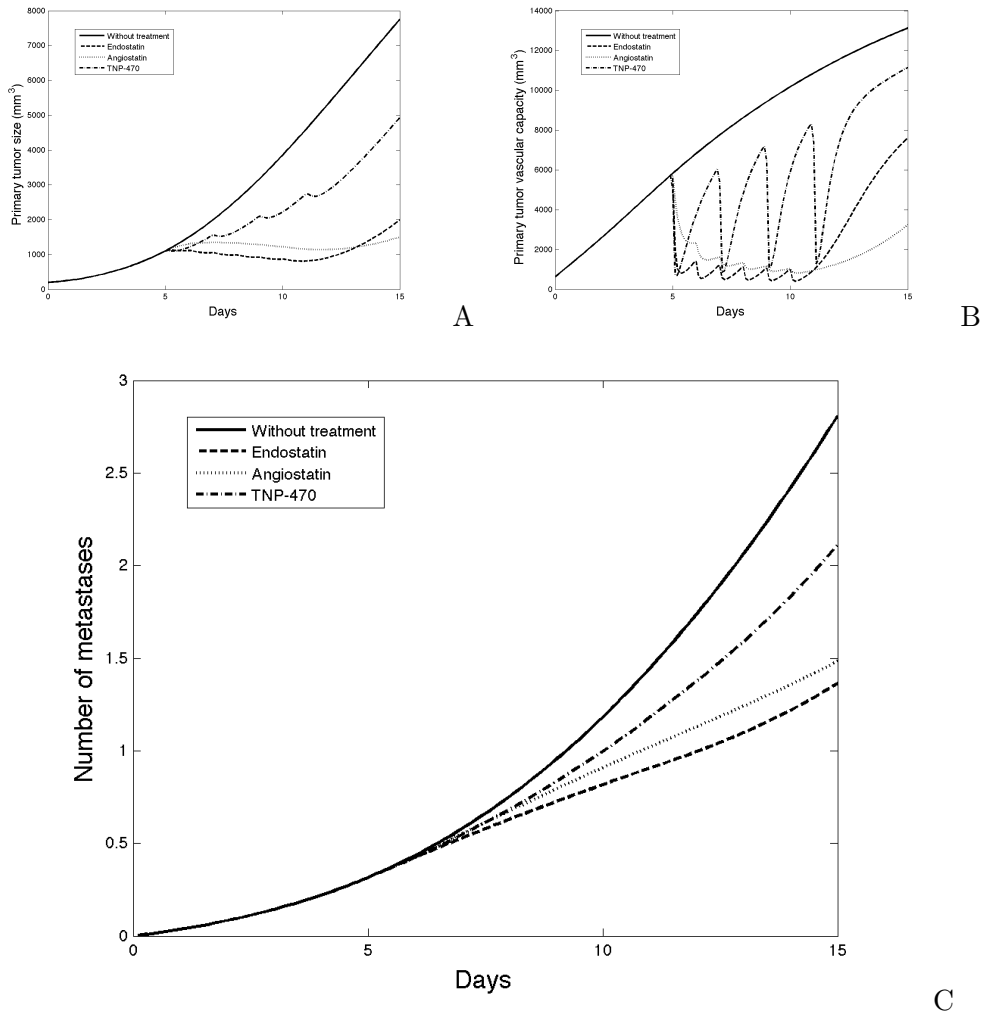 8000
7000
6000
5000
4000
3000
2000
1000
0
Primary tumor size (mm3)
Without treatment
Endostatin
Angiostatin
TNP-470
0 5 10 15
Days
A
14000
12000
10000
8000
6000
4000
2000
0
Primary tumor vascular capacity (mm3)
Without treatment
Endostatin
Angiostatin
TNP-470
0 5 10 15
Days
B
3
2.5
2
1.5
1
0.5
0
Number of metastases
Without treatment
Endostatin
Angiostatin
TNP-470
0 5 10 15
Days
C